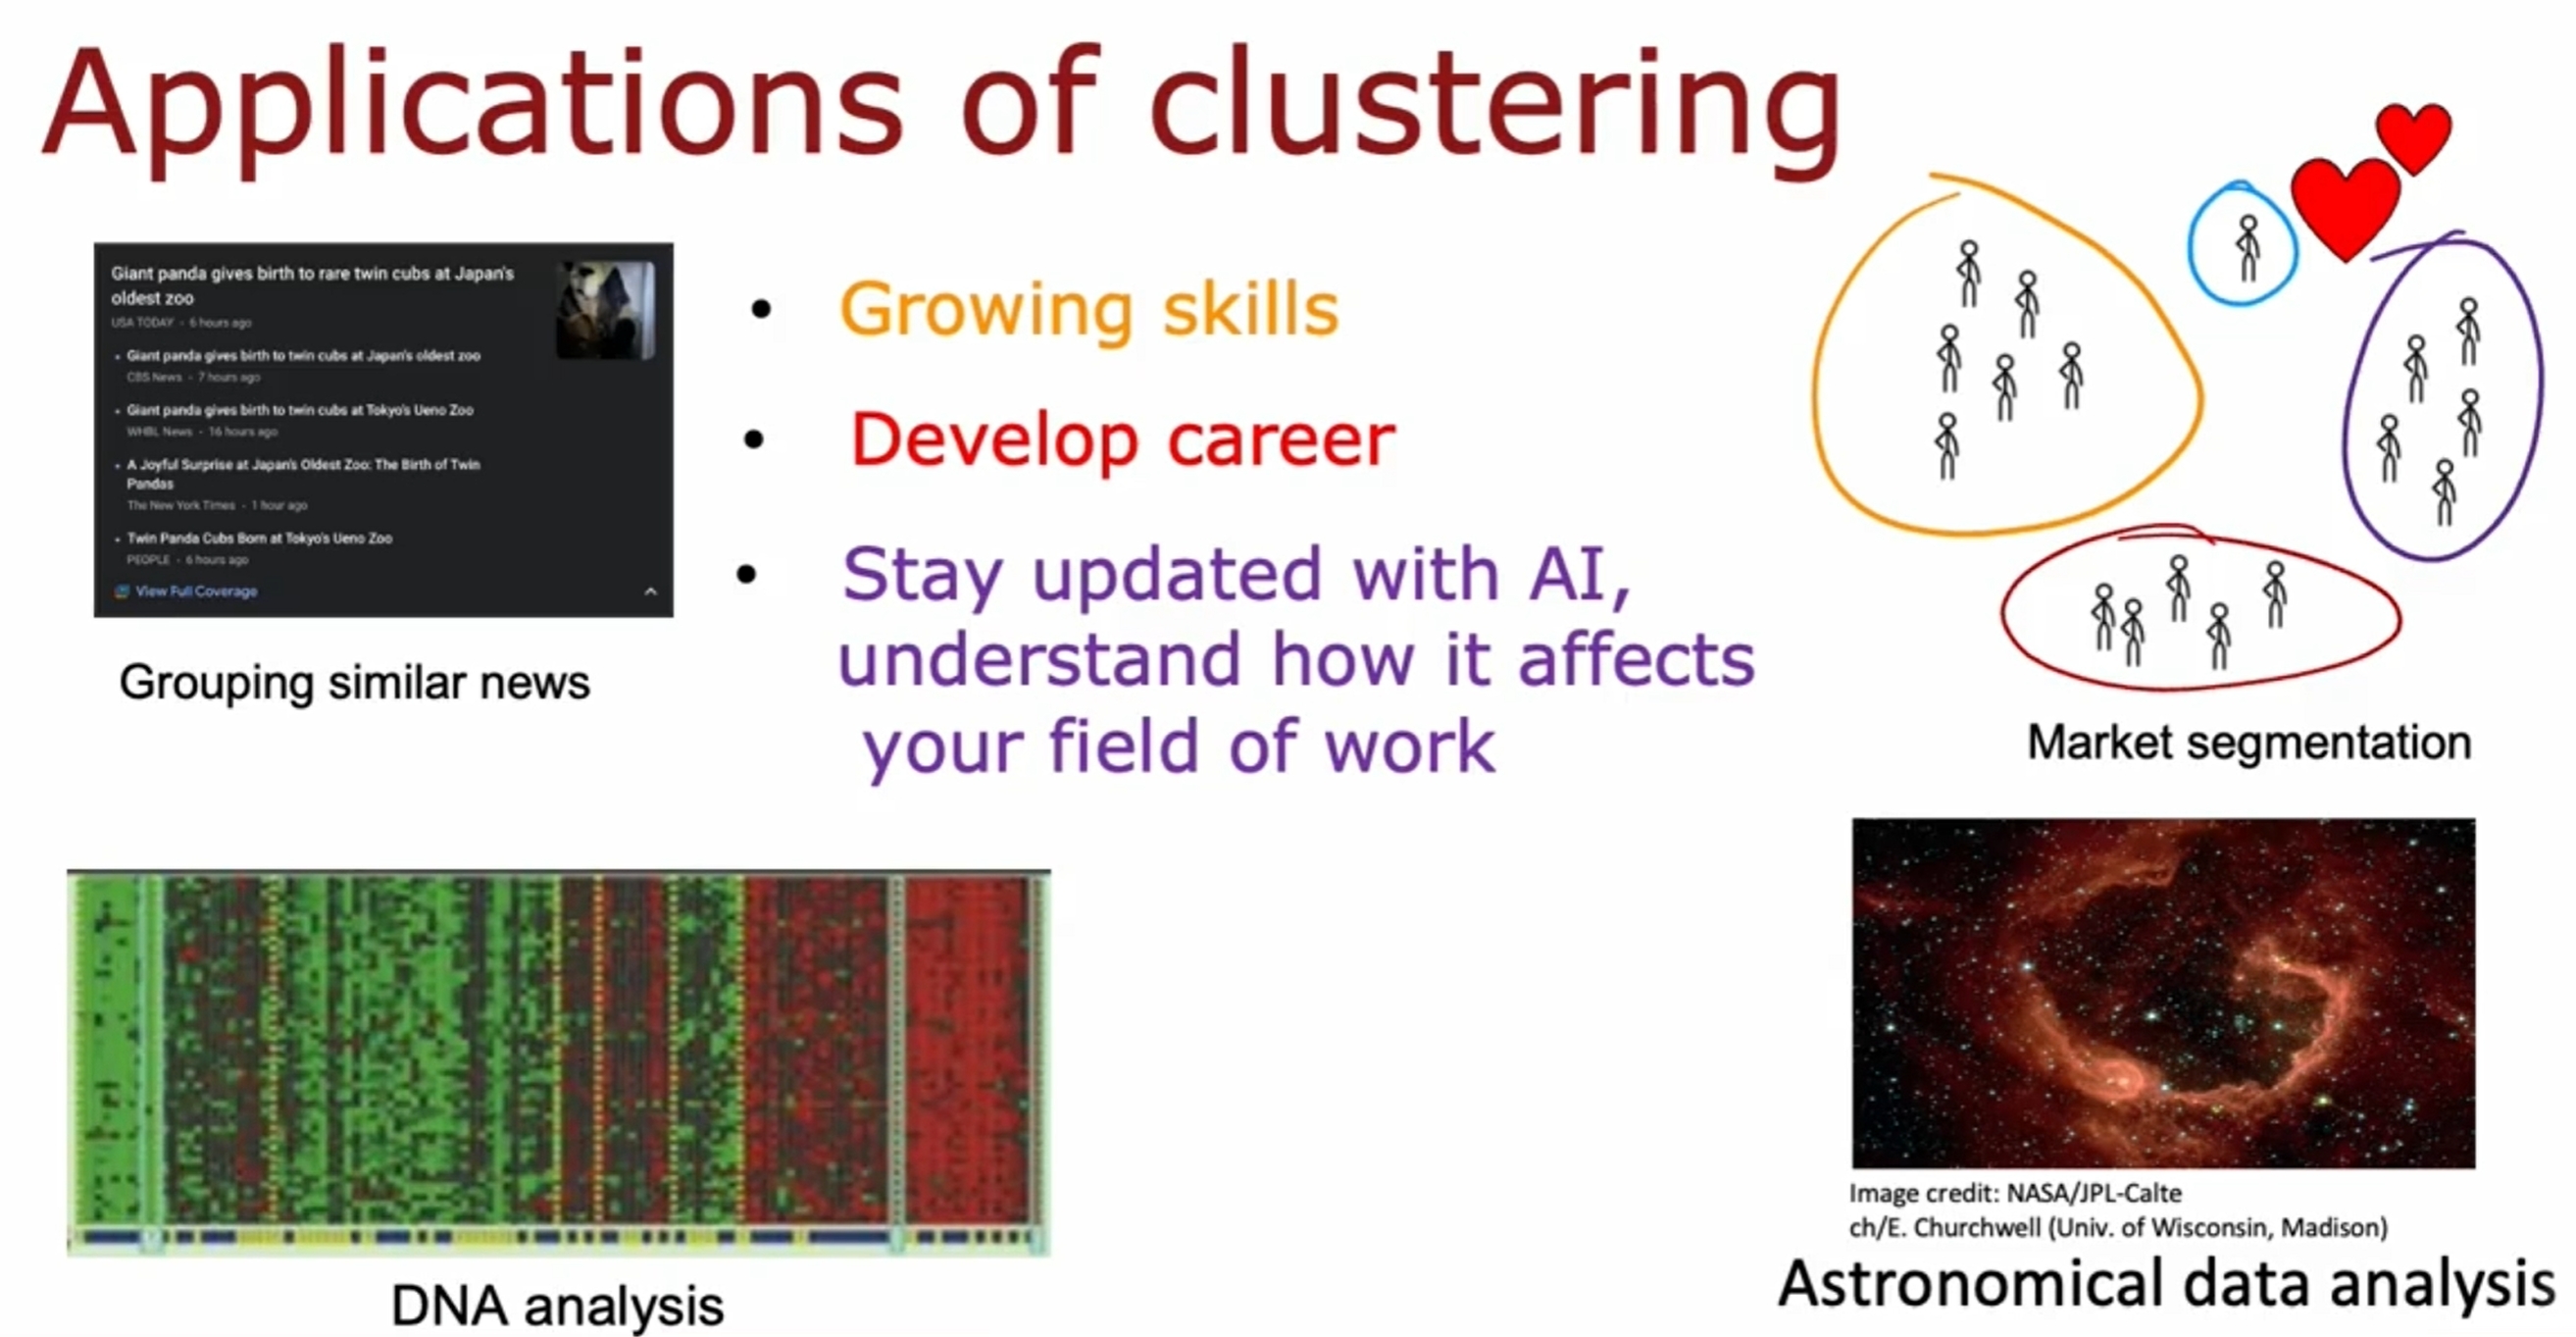 Applications of clustering
Giant panda gives birth to rare twin cubs at Japan's
oldest zoo
USA TODAY - 6 hours ago
• Giant panda gives birth to twin cubs at Japan's oldest zoo
CBS News - 7 hours ago
• Giant panda gives birth to twin cubs at Tokyo's Ueno Zoo
WHBL News - 16 hours ago
• A Joyful Surprise at Japan's Oldest Zoo: The Birth of Twin
Pandas
The New York Times - 1 hour ago
• Twin Panda Cubs Born at Tokyo's Ueno Zoo
PEOPLE - 6 hours ago
View Full Coverage
Grouping similar news
• Growing skills
• Develop career
• Stay updated with AI,
understand how it affects
your field of work
Market segmentation
DNA analysis
Image credit: NASA/JPL-Calte
ch/E. Churchwell (Univ. of Wisconsin, Madison)
Astronomical data analysis